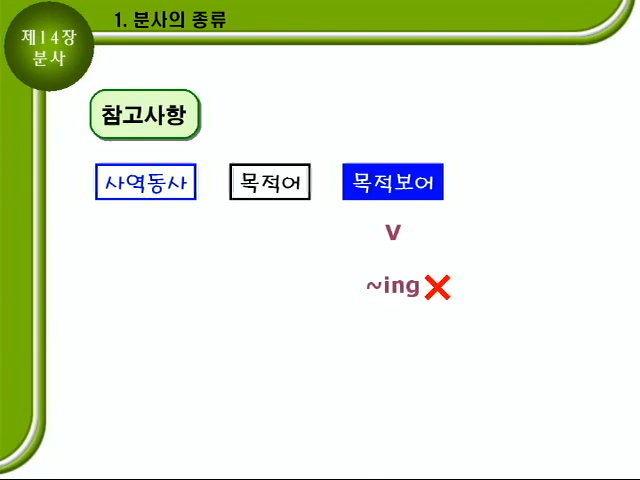 제14장
분사
1. 분사의 종류
참고사항
사역동사 목적어 목적보어
V
~ing